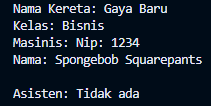 Nama Kereta: Gaya Baru
Kelas: Bisnis
Masinis: Nip: 1234
Nama: Spongebob Squarepants

Asisten: Tidak ada